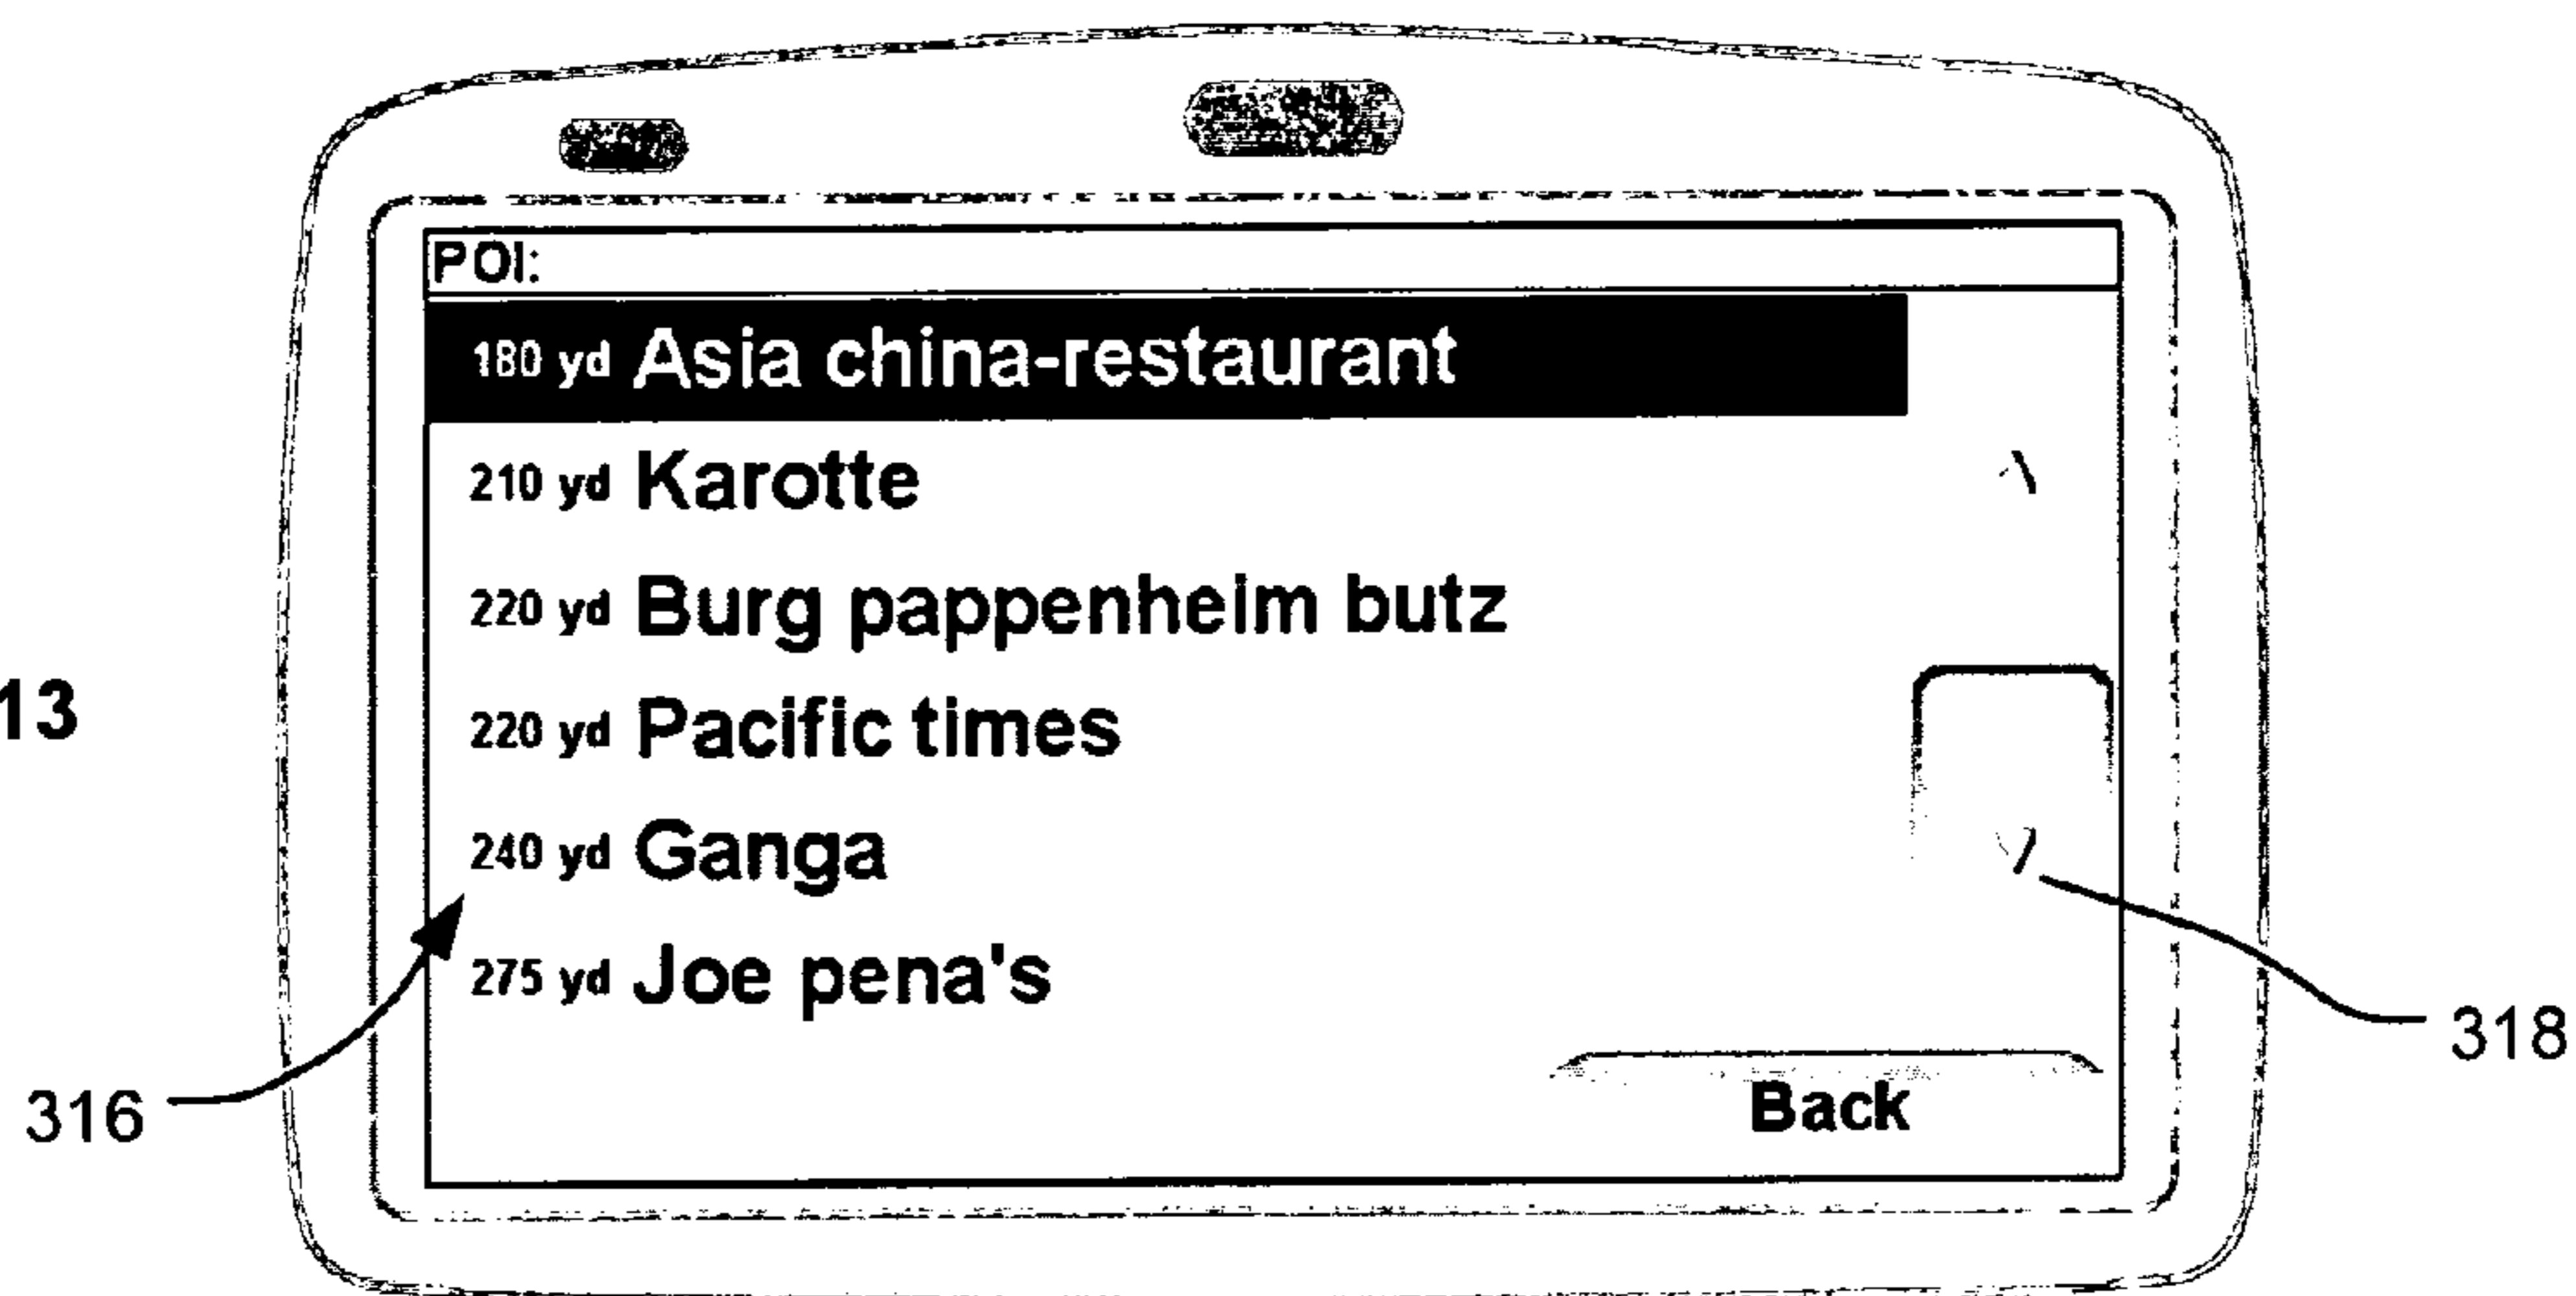 POI:
180 yd Asia china-restaurant
210 yd Karotte
220 yd Burg pappenheim butz
13
220 yd Pacific times
240 yd Ganga
275 yd Joe pena's
318
316
Back